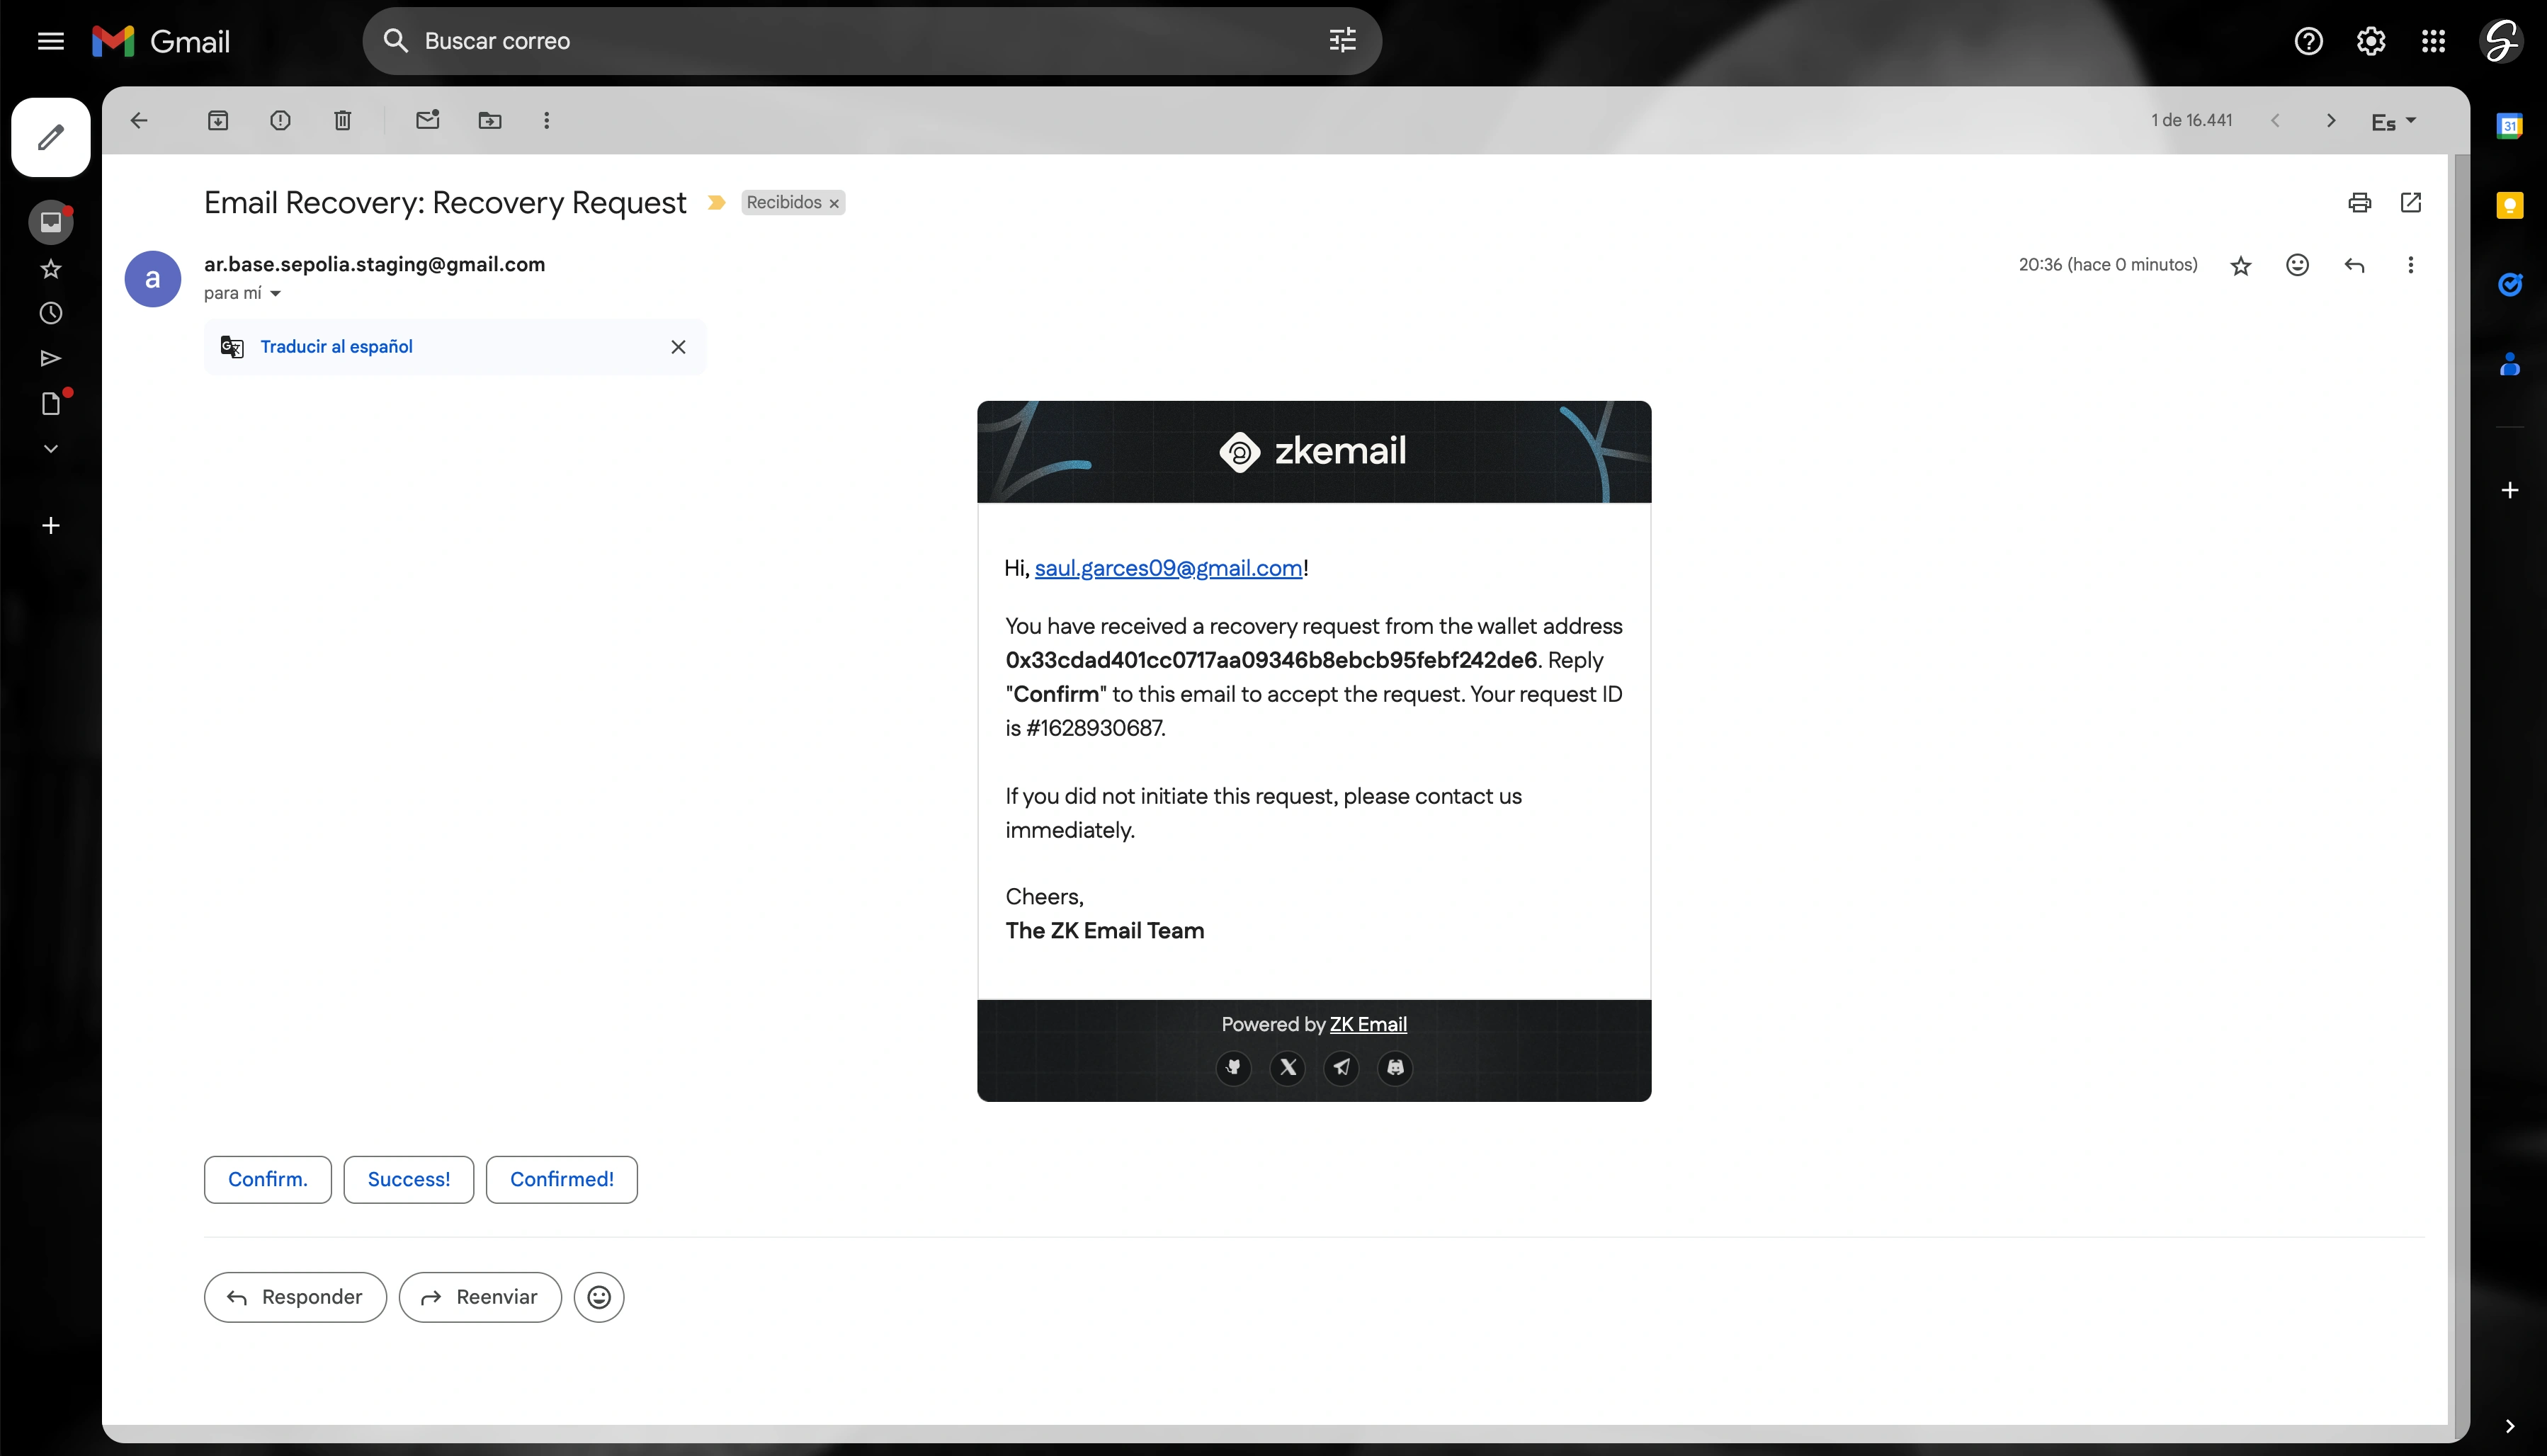 Gmail
Buscar correo
1 de 16.441
Es
Email Recovery: Recovery Request
Recibidos ×
a
ar.base.sepolia.staging@gmail.com
20:36 (hace 0 minutos)
para mí
Traducir al español
zkemail
Hi, saul.garces09@gmail.com!
You have received a recovery request from the wallet address
0x33cdad401cc0717aa09346b8ebcb95febf242de6. Reply
"Confirm" to this email to accept the request. Your request ID
is #1628930687.
If you did not initiate this request, please contact us
immediately.
Cheers,
The ZK Email Team
Powered by ZK Email
Confirm.
Success!
Confirmed!
Responder
Reenviar
31